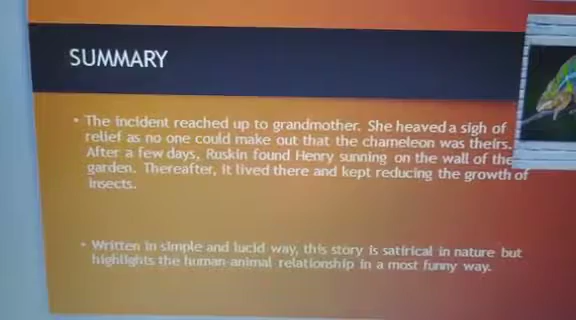 SUMMARY
• The incident reached up to grandmother. She heaved a sigh of
relief as no one could make out that the chameleon was theirs.
After a few days, Ruskin found Henry sunning on the wall of the
garden. Thereafter, it lived there and kept reducing the growth of
insects.
• Written in simple and lucid way, this story is satirical in nature but
highlights the human-animal relationship in a most funny way.